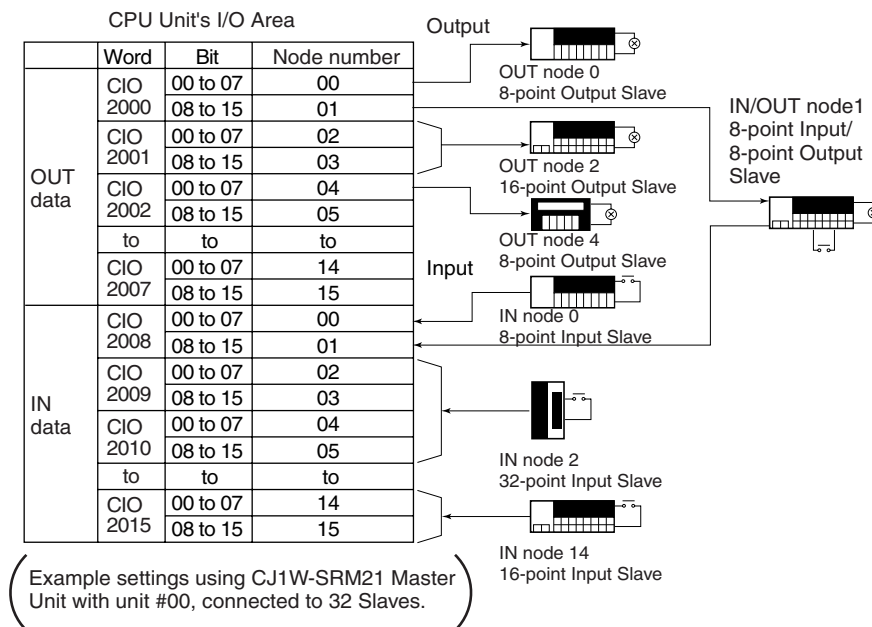 CPU Unit's I/O Area
Word Bit Node number
OUT data
CIO 2000 00 to 07 00
08 to 15 01
CIO 2001 00 to 07 02
08 to 15 03
CIO 2002 00 to 07 04
08 to 15 05
to to to
CIO 2007 00 to 07 14
08 to 15 15
IN data
CIO 2008 00 to 07 00
08 to 15 01
CIO 2009 00 to 07 02
08 to 15 03
CIO 2010 00 to 07 04
08 to 15 05
to to to
CIO 2015 00 to 07 14
08 to 15 15
Output
OUT node 0
8-point Output Slave
OUT node 2
16-point Output Slave
OUT node 4
8-point Output Slave
Input
IN node 0
8-point Input Slave
IN node 2
32-point Input Slave
IN node 14
16-point Input Slave
IN/OUT node1
8-point Input/
8-point Output
Slave
Example settings using CJ1W-SRM21 Master
Unit with unit #00, connected to 32 Slaves.